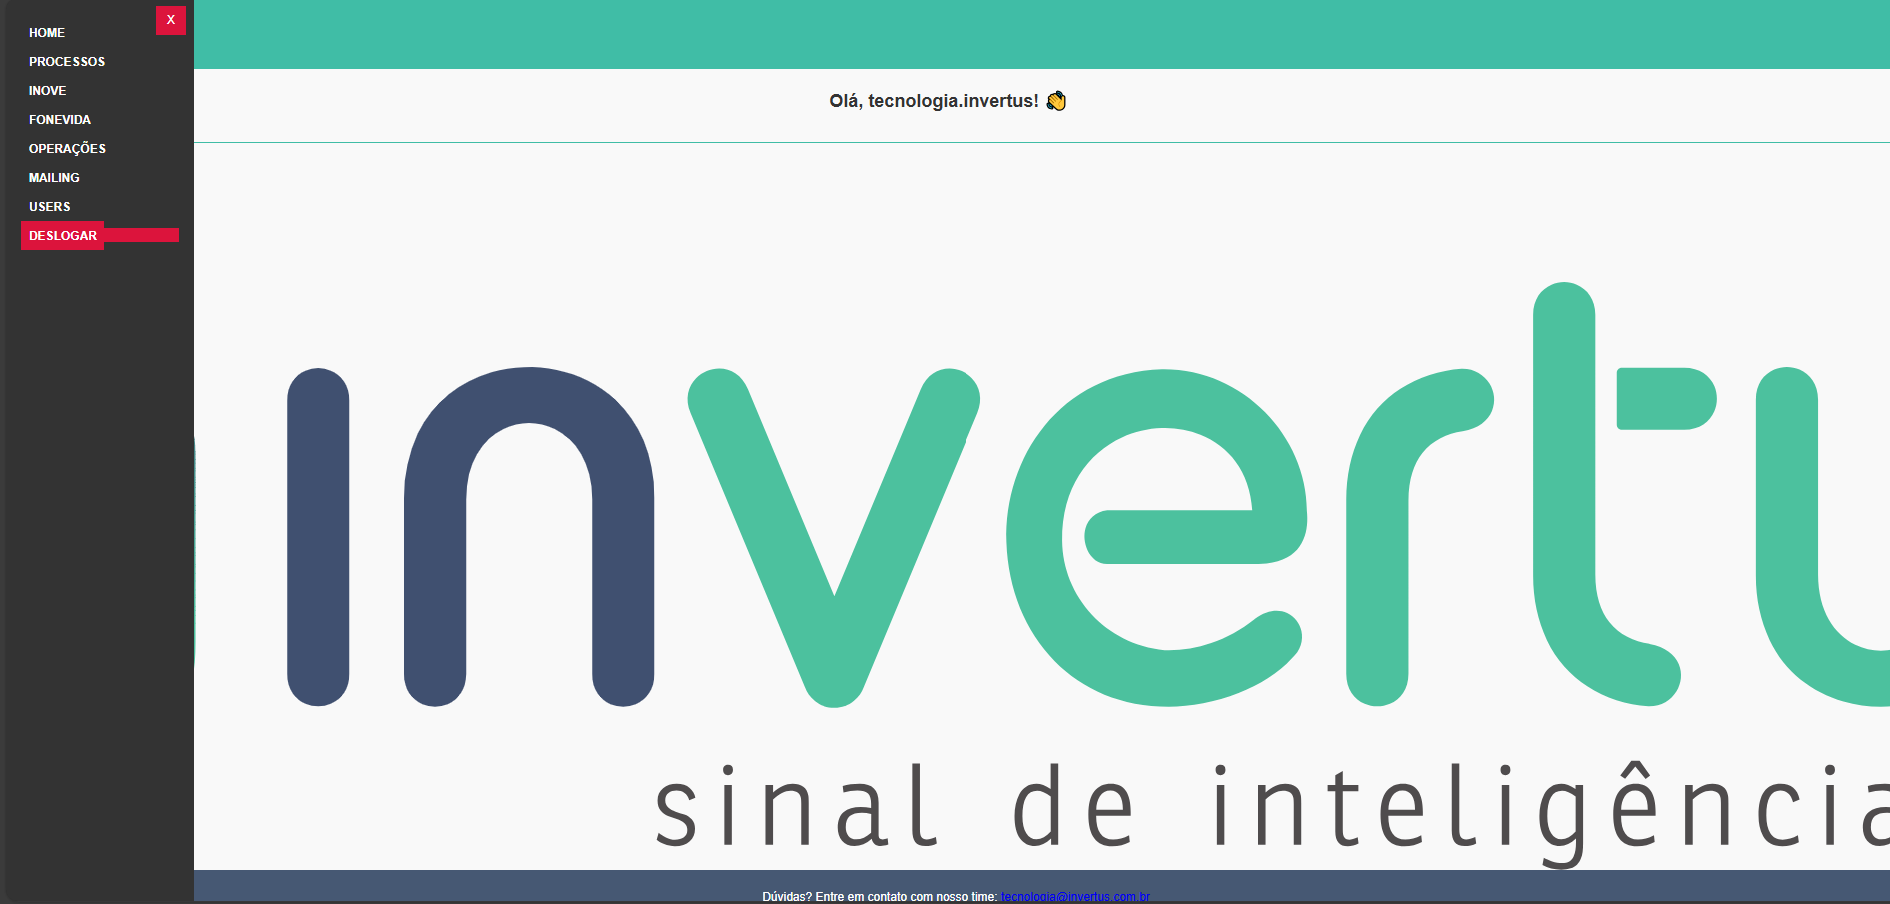 X
HOME
PROCESSOS
INOVE
FONEVIDA
OPERAÇÕES
MAILING
USERS
DESLOGAR
Olá, tecnologia.invertus! 👏
invertu
sinal de inteligência
Dúvidas? Entre em contato com nosso time: tecnologia@invertus.com.br